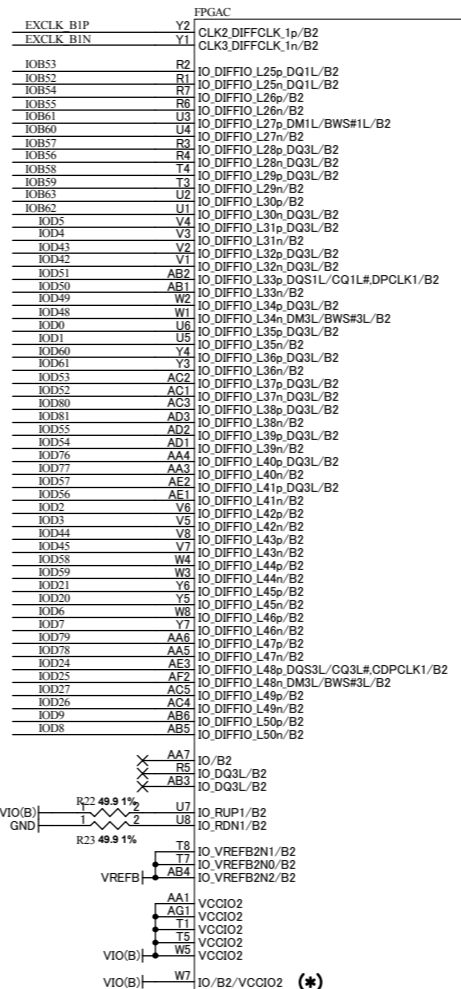 FPGAC
EXCLK_B1P Y2 CLK2_DIFFCLK_1p/B2
EXCLK_B1N Y1 CLK3_DIFFCLK_1n/B2
IOB53 R2 IO_DIFFIO_L25p_DQ1L/B2
IOB52 R1 IO_DIFFIO_L25n_DQ1L/B2
IOB54 R7 IO_DIFFIO_L26p/B2
IOB55 R6 IO_DIFFIO_L26n/B2
IOB61 U3 IO_DIFFIO_L27p_DM1L/BWS#1L/B2
IOB60 U4 IO_DIFFIO_L27n/B2
IOB57 R3 IO_DIFFIO_L28p_DQ3L/B2
IOB56 R4 IO_DIFFIO_L28n_DQ3L/B2
IOB58 T4 IO_DIFFIO_L29p_DQ3L/B2
IOB59 T3 IO_DIFFIO_L29n/B2
IOB63 U2 IO_DIFFIO_L30p/B2
IOB62 U1 IO_DIFFIO_L30n_DQ3L/B2
IOD5 V4 IO_DIFFIO_L31p_DQ3L/B2
IOD4 V3 IO_DIFFIO_L31n/B2
IOD43 V2 IO_DIFFIO_L32p_DQ3L/B2
IOD42 V1 IO_DIFFIO_L32n_DQ3L/B2
IOD51 AB2 IO_DIFFIO_L33p_DQS1L/CQ1L#,DPCLK1/B2
IOD50 AB1 IO_DIFFIO_L33n/B2
IOD49 W2 IO_DIFFIO_L34p_DQ3L/B2
IOD48 W1 IO_DIFFIO_L34n_DM3L/BWS#3L/B2
IOD0 U6 IO_DIFFIO_L35p_DQ3L/B2
IOD1 U5 IO_DIFFIO_L35n/B2
IOD60 Y4 IO_DIFFIO_L36p_DQ3L/B2
IOD61 Y3 IO_DIFFIO_L36n/B2
IOD53 AC2 IO_DIFFIO_L37p_DQ3L/B2
IOD52 AC1 IO_DIFFIO_L37n_DQ3L/B2
IOD80 AC3 IO_DIFFIO_L38p_DQ3L/B2
IOD81 AD3 IO_DIFFIO_L38n/B2
IOD55 AD2 IO_DIFFIO_L39p_DQ3L/B2
IOD54 AD1 IO_DIFFIO_L39n/B2
IOD76 AA4 IO_DIFFIO_L40p_DQ3L/B2
IOD77 AA3 IO_DIFFIO_L40n/B2
IOD57 AE2 IO_DIFFIO_L41p_DQ3L/B2
IOD56 AE1 IO_DIFFIO_L41n/B2
IOD2 V6 IO_DIFFIO_L42p/B2
IOD3 V5 IO_DIFFIO_L42n/B2
IOD44 V8 IO_DIFFIO_L43p/B2
IOD45 V7 IO_DIFFIO_L43n/B2
IOD58 W4 IO_DIFFIO_L44p/B2
IOD59 W3 IO_DIFFIO_L44n/B2
IOD21 Y6 IO_DIFFIO_L45p/B2
IOD20 Y5 IO_DIFFIO_L45n/B2
IOD6 W8 IO_DIFFIO_L46p/B2
IOD7 Y7 IO_DIFFIO_L46n/B2
IOD79 AA6 IO_DIFFIO_L47p/B2
IOD78 AA5 IO_DIFFIO_L47n/B2
IOD24 AE3 IO_DIFFIO_L48p_DQS3L/CQ3L#,CDPCLK1/B2
IOD25 AF2 IO_DIFFIO_L48n_DM3L/BWS#3L/B2
IOD27 AC5 IO_DIFFIO_L49p/B2
IOD26 AC4 IO_DIFFIO_L49n/B2
IOD9 AB6 IO_DIFFIO_L50p/B2
IOD8 AB5 IO_DIFFIO_L50n/B2
AA7 IO/B2
R5 IO_DQ3L/B2
AB3 IO_DQ3L/B2
R22 49.9 1%
VIO(B) 1 2 U7 IO_RUP1/B2
GND 1 2 U8 IO_RDN1/B2
R23 49.9 1%
T8 IO_VREFB2N1/B2
T7 IO_VREFB2N0/B2
VREFB AB4 IO_VREFB2N2/B2
AA1 VCCIO2
AG1 VCCIO2
T1 VCCIO2
T5 VCCIO2
VIO(B) W5 VCCIO2
VIO(B) W7 IO/B2/VCCIO2 (*)